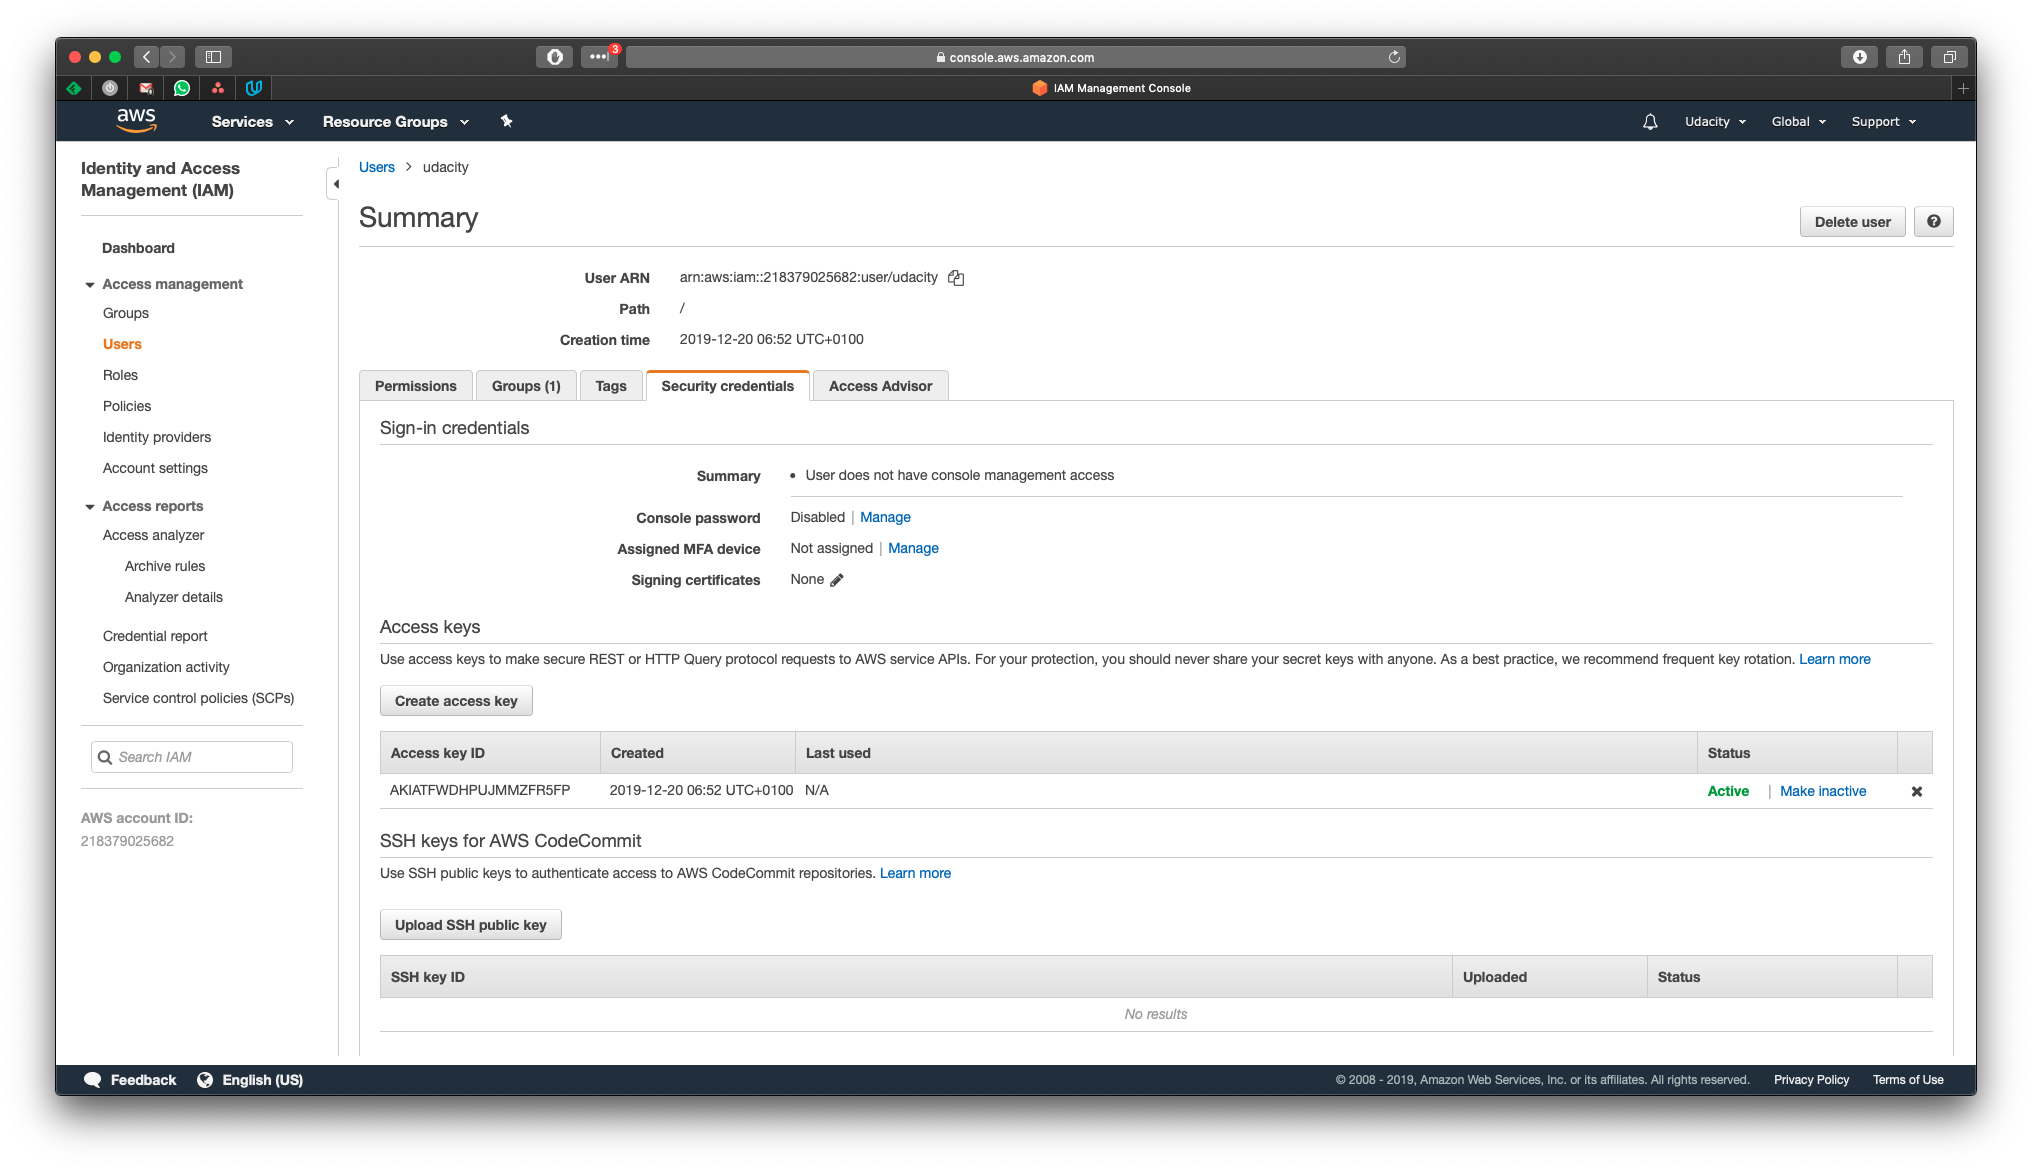 3
console.aws.amazon.com
IAM Management Console
aws
Services
Resource Groups
Udacity
Global
Support
Identity and Access
Management (IAM)
Dashboard
Access management
Groups
Users
Roles
Policies
Identity providers
Account settings
Access reports
Access analyzer
Archive rules
Analyzer details
Credential report
Organization activity
Service control policies (SCPs)
Search IAM
AWS account ID:
218379025682
Users > udacity
Summary
Delete user
User ARN arn:aws:iam::218379025682:user/udacity
Path /
Creation time 2019-12-20 06:52 UTC+0100
Permissions Groups (1) Tags Security credentials Access Advisor
Sign-in credentials
Summary • User does not have console management access
Console password Disabled | Manage
Assigned MFA device Not assigned | Manage
Signing certificates None
Access keys
Use access keys to make secure REST or HTTP Query protocol requests to AWS service APIs. For your protection, you should never share your secret keys with anyone. As a best practice, we recommend frequent key rotation. Learn more
Create access key
Access key ID Created Last used Status
AKIATFWDHPUJMMZFR5FP 2019-12-20 06:52 UTC+0100 N/A Active | Make inactive
SSH keys for AWS CodeCommit
Use SSH public keys to authenticate access to AWS CodeCommit repositories. Learn more
Upload SSH public key
SSH key ID Uploaded Status
No results
Feedback English (US)
© 2008 - 2019, Amazon Web Services, Inc. or its affiliates. All rights reserved. Privacy Policy Terms of Use